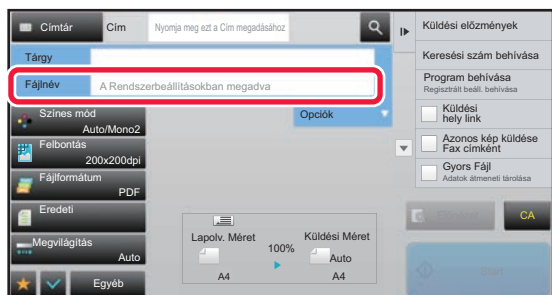 Címtár
Cím
Nyomja meg ezt a Cím megadásához
Küldési előzmények
Tárgy
Keresési szám behívása
Fájlnév
A Rendszerbeállításokban megadva
Program behívása
Regisztrált beáll. behívása
Színes mód
Auto/Mono2
Opciók
Küldési
hely link
Felbontás
200x200dpi
Azonos kép küldése
Fax címként
Fájlformátum
PDF
Gyors Fájl
Adatok átmeneti tárolása
Eredeti
CA
Megvilágítás
Auto
Lapolv. Méret
100%
Küldési Méret
Auto
A4
A4
Egyéb